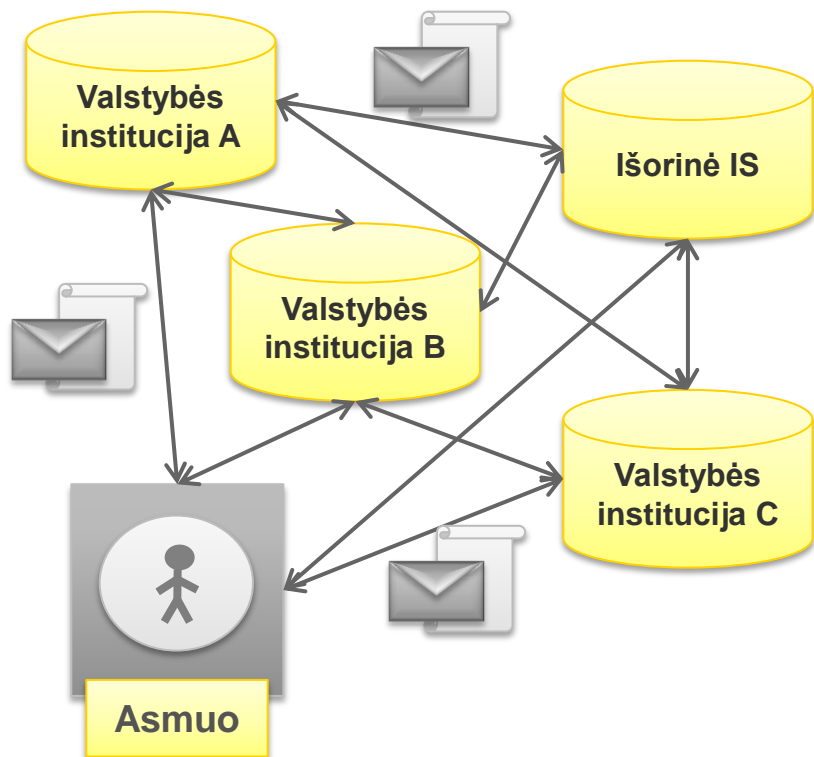 Valstybės
institucija A
Išorinė IS
Valstybės
institucija B
Valstybės
institucija C
Asmuo